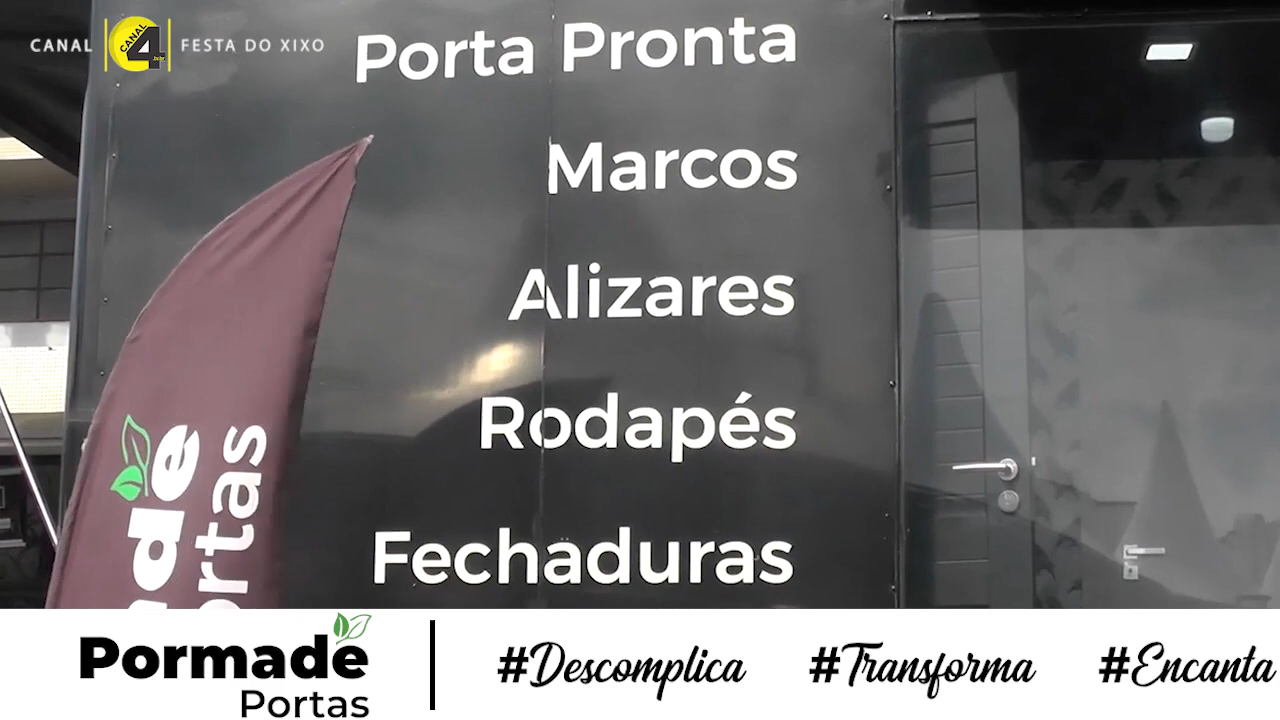 CANAL CANAL 4 FESTA DO XIXO
Porta Pronta
Marcos
Alizares
Rodapés
Fechaduras
Pormade
Portas
#Descomplica
#Transforma
#Encanta